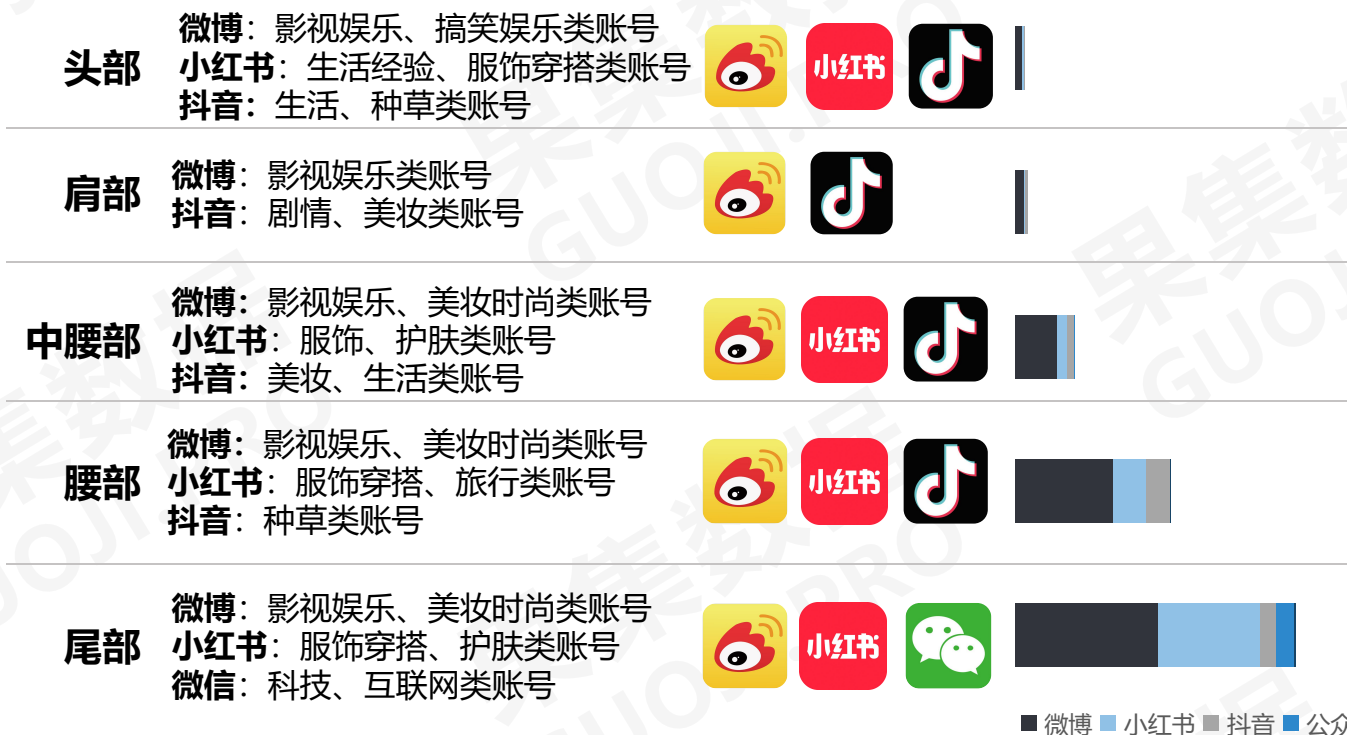 头部
微博：影视娱乐、搞笑娱乐类账号
小红书：生活经验、服饰穿搭类账号
抖音：生活、种草类账号
小红书
肩部
微博：影视娱乐类账号
抖音：剧情、美妆类账号
中腰部
微博：影视娱乐、美妆时尚类账号
小红书：服饰、护肤类账号
抖音：美妆、生活类账号
小红书
腰部
微博：影视娱乐、美妆时尚类账号
小红书：服饰穿搭、旅行类账号
抖音：种草类账号
小红书
尾部
微博：影视娱乐、美妆时尚类账号
小红书：服饰穿搭、护肤类账号
微信：科技、互联网类账号
小红书
微博 小红书 抖音 公众
果集数据
GUOJI.PRO